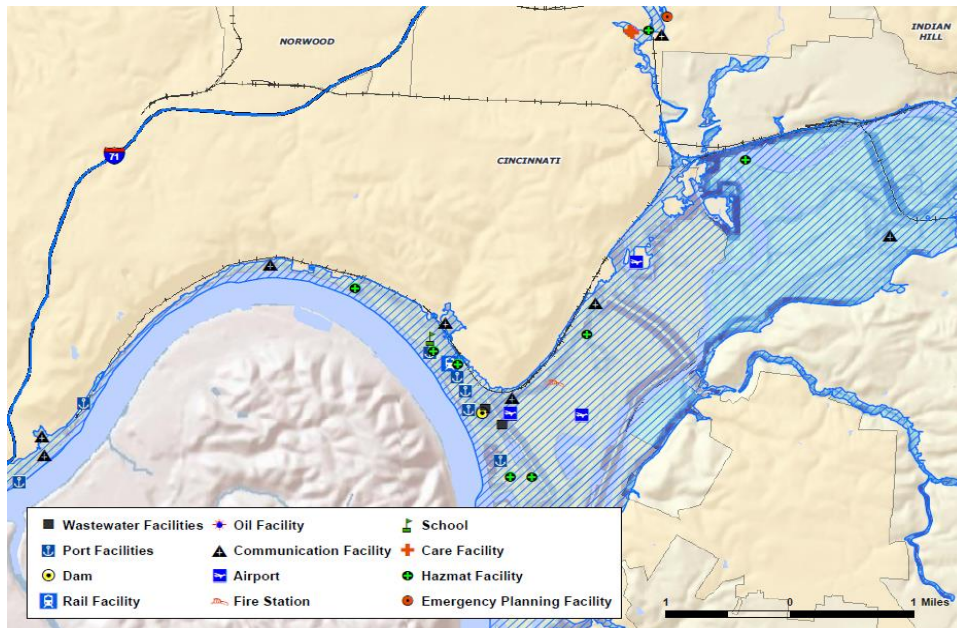 NORWOOD
INDIAN
HILL
71
CINCINNATI
Wastewater Facilities
Oil Facility
School
Port Facilities
Communication Facility
Care Facility
Dam
Airport
Hazmat Facility
Rail Facility
Fire Station
Emergency Planning Facility
1 0 1 Miles